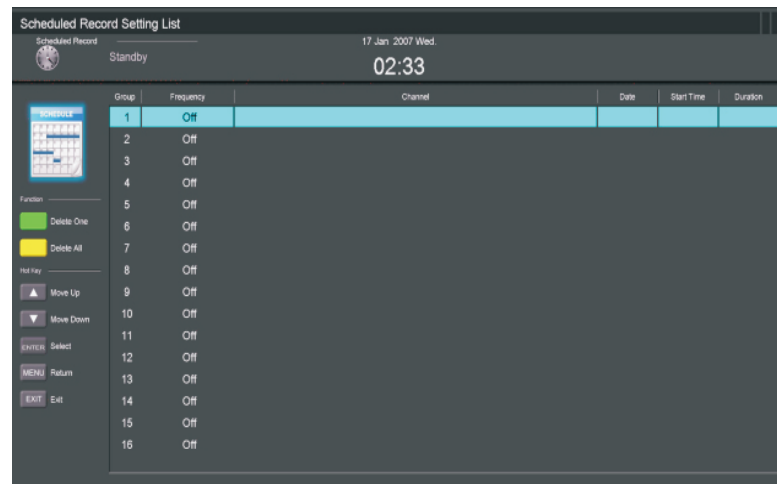 Scheduled Record Setting List
Scheduled Record
Standby
17 Jan 2007 Wed.
02:33
Group Frequency Channel Date Start Time Duration
SCHEDULE
1 Off
2 Off
3 Off
4 Off
Function
5 Off
Delete One
6 Off
Delete All
7 Off
Hot Key
8 Off
Move Up
9 Off
Move Down
10 Off
11 Off
ENTER Select
12 Off
MENU Return
13 Off
EXIT Exit
14 Off
15 Off
16 Off